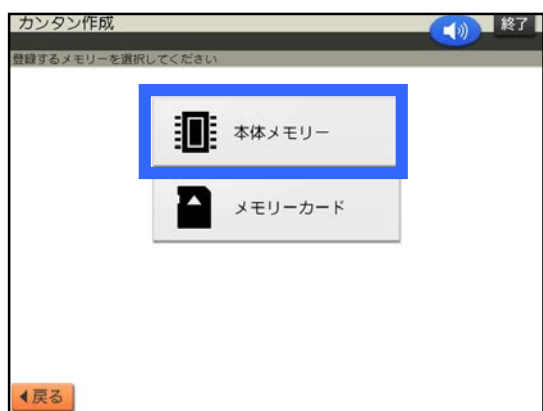 カンタン作成
終了
登録するメモリーを選択してください
本体メモリー
メモリーカード
戻る